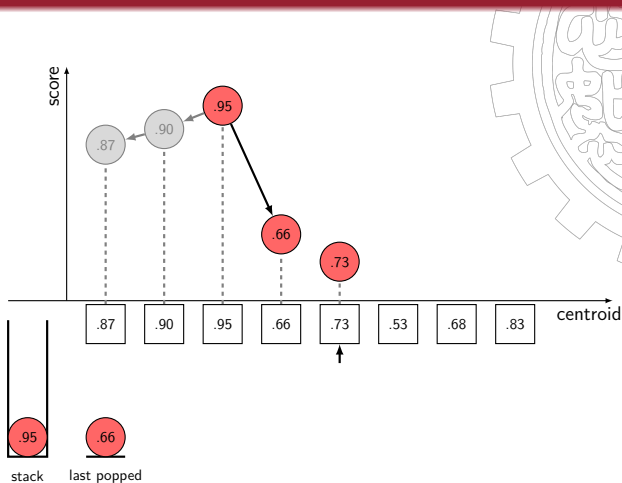 score
.95
.90
.87
.66
.73
centroid
.87 .90 .95 .66 .73 .53 .68 .83
.95 .66
stack last popped